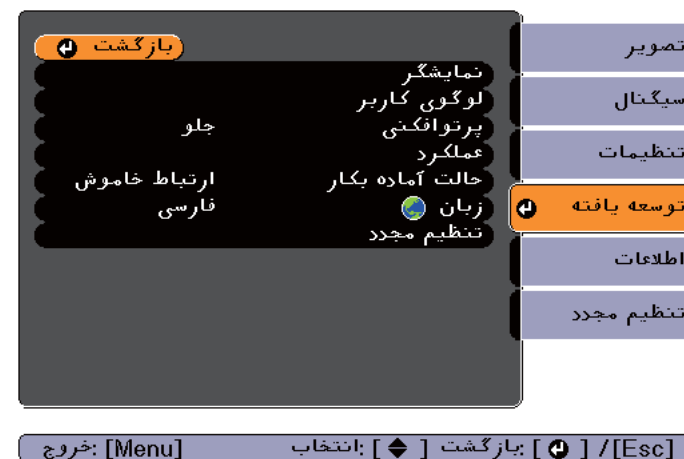 تصویر
سیگنال
تنظیمات
توسعه یافته
اطلاعات
تنظیم مجدد
بازگشت
نمایشگر
لوگوی کاربر
پرتوافکنی جلو
عملکرد
حالت آماده بکار ارتباط خاموش
زبان فارسی
تنظیم مجدد
[Esc]/[ ]:بازگشت [ ]:انتخاب [Menu]:خروج